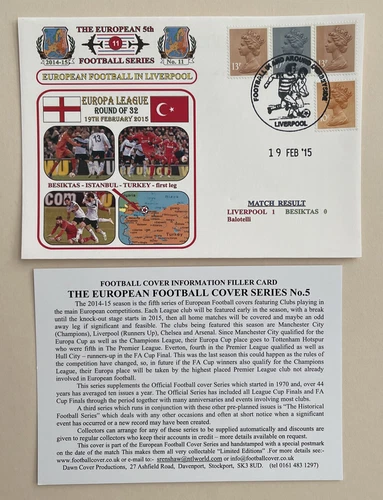 THE EUROPEAN 5th
11
2014-15
No. 11
FOOTBALL SERIES
EUROPEAN FOOTBALL IN LIVERPOOL
EUROPA LEAGUE
ROUND OF 32
19TH FEBRUARY 2015
BESIKTAS - ISTANBUL - TURKEY - first leg
13P
13P
FOOTBALL IN AND AROUND MERSEYSIDE
LIVERPOOL
19 FEB '15
MATCH RESULT
LIVERPOOL 1 BESIKTAS 0
Balotelli
FOOTBALL COVER INFORMATION FILLER CARD
THE EUROPEAN FOOTBALL COVER SERIES No.5
The 2014-15 season is the fifth series of European Football covers featuring Clubs playing in
the main European competitions. Each League club will be featured early in the season, with a break
until the knock-out stage starts in 2015, then all home matches will be covered and maybe an odd
away leg if significant and feasible. The clubs being featured this season are Manchester City
(Champions), Liverpool (Runners Up), Chelsea and Arsenal. Since Manchester City qualified for the
Europa Cup as well as the Champions League, their Europa Cup place goes to Tottenham Hotspur
who were fifth in the Premier League. Everton, fourth in the Premier League qualified as well as
Hull City - runners-up in the FA Cup Final. This was the last season this could happen as the rules of
the competition have changed, so, in future if the FA Cup winners also qualify for the Champions
League, their Europa place will be taken by the highest placed Premier League club not already
involved in European football.
This series supplements the Official Football cover Series which started in 1970 and, over 44
years has averaged ten issues a year. The Official Series has included all League Cup Finals and FA
Cup Finals through the period together with many anniversaries and events involving most clubs.
A third series which runs in conjunction with these other pre-planned issues is "The Historical
Football Series" which deals with any other occasions and often at short notice when a significant
event has occurred or a new record may have been created.
Collectors can arrange for any of these series to be supplied automatically and discounts are
given to regular collectors who keep their accounts in credit - more details available on request.
This cover is part of the European Football Cover Series and handstamped with a special postmark
on the date of the match This makes them all very collectable "Limited Editions" .For more details:
www.footballcover.co.uk or e-mail to:- grenshaw@ntlworld.com or info@footballcover.co.uk
Dawn Cover Productions, 27 Ashfield Road, Davenport, Stockport, SK3 8UD. (tel 0161 483 1297)